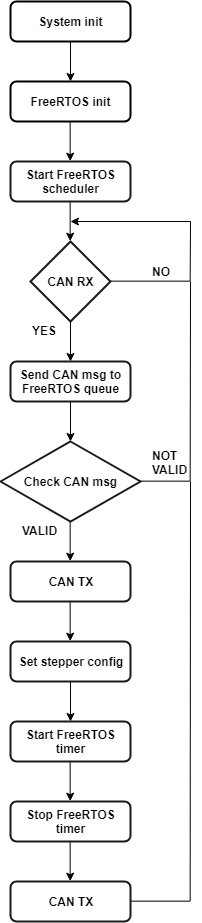 System init
FreeRTOS init
Start FreeRTOS
scheduler
CAN RX
NO
YES
Send CAN msg to
FreeRTOS queue
Check CAN msg
NOT
VALID
VALID
CAN TX
Set stepper config
Start FreeRTOS
timer
Stop FreeRTOS
timer
CAN TX